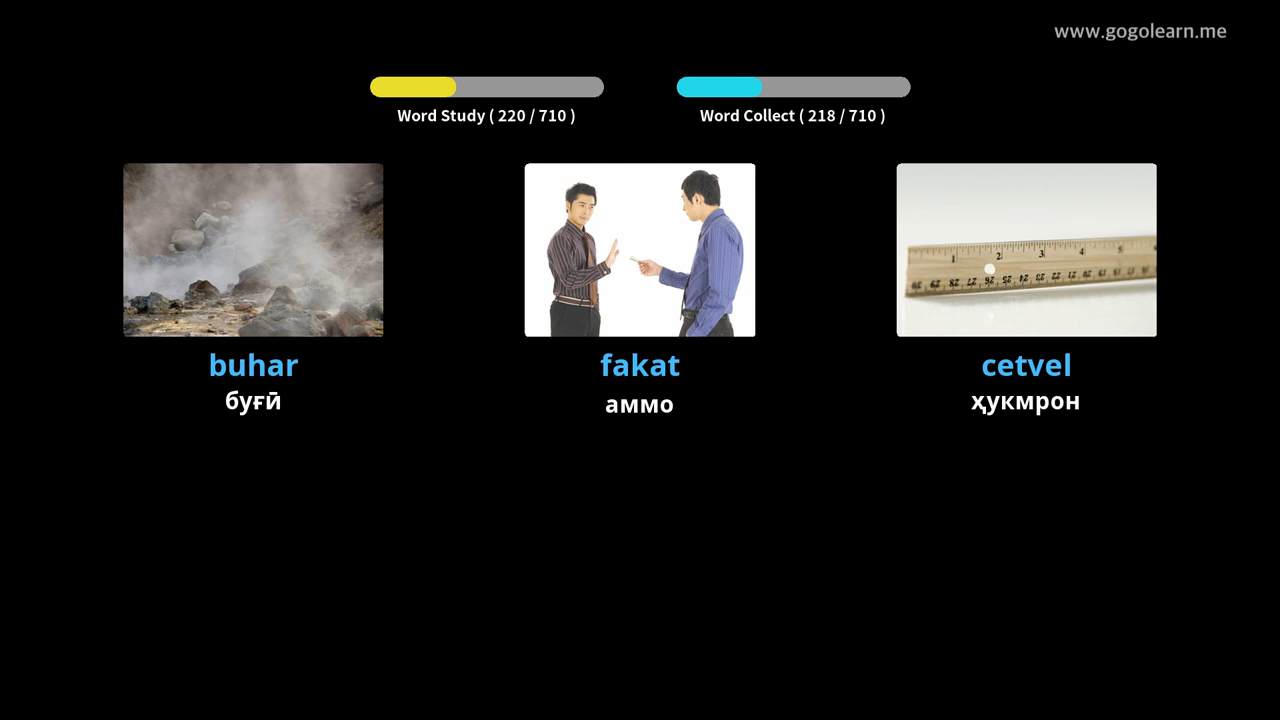 www.gogolearn.me
Word Study ( 220 / 710 )
Word Collect ( 218 / 710 )
buhar
буғӣ
fakat
аммо
cetvel
ҳукмрон